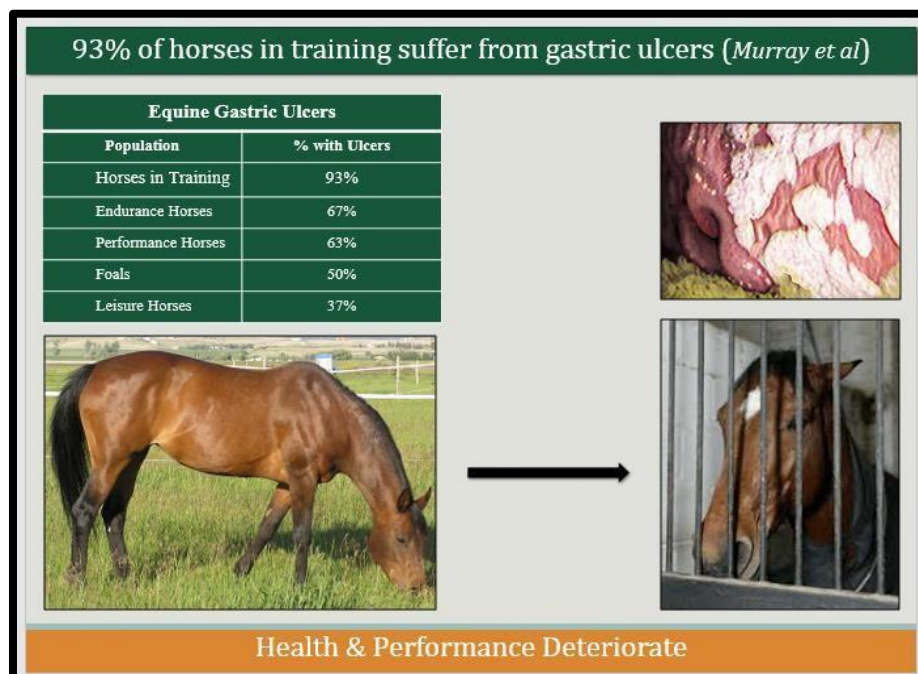 93% of horses in training suffer from gastric ulcers (Murray et al)
Equine Gastric Ulcers
Population % with Ulcers
Horses in Training 93%
Endurance Horses 67%
Performance Horses 63%
Foals 50%
Leisure Horses 37%
Health & Performance Deteriorate